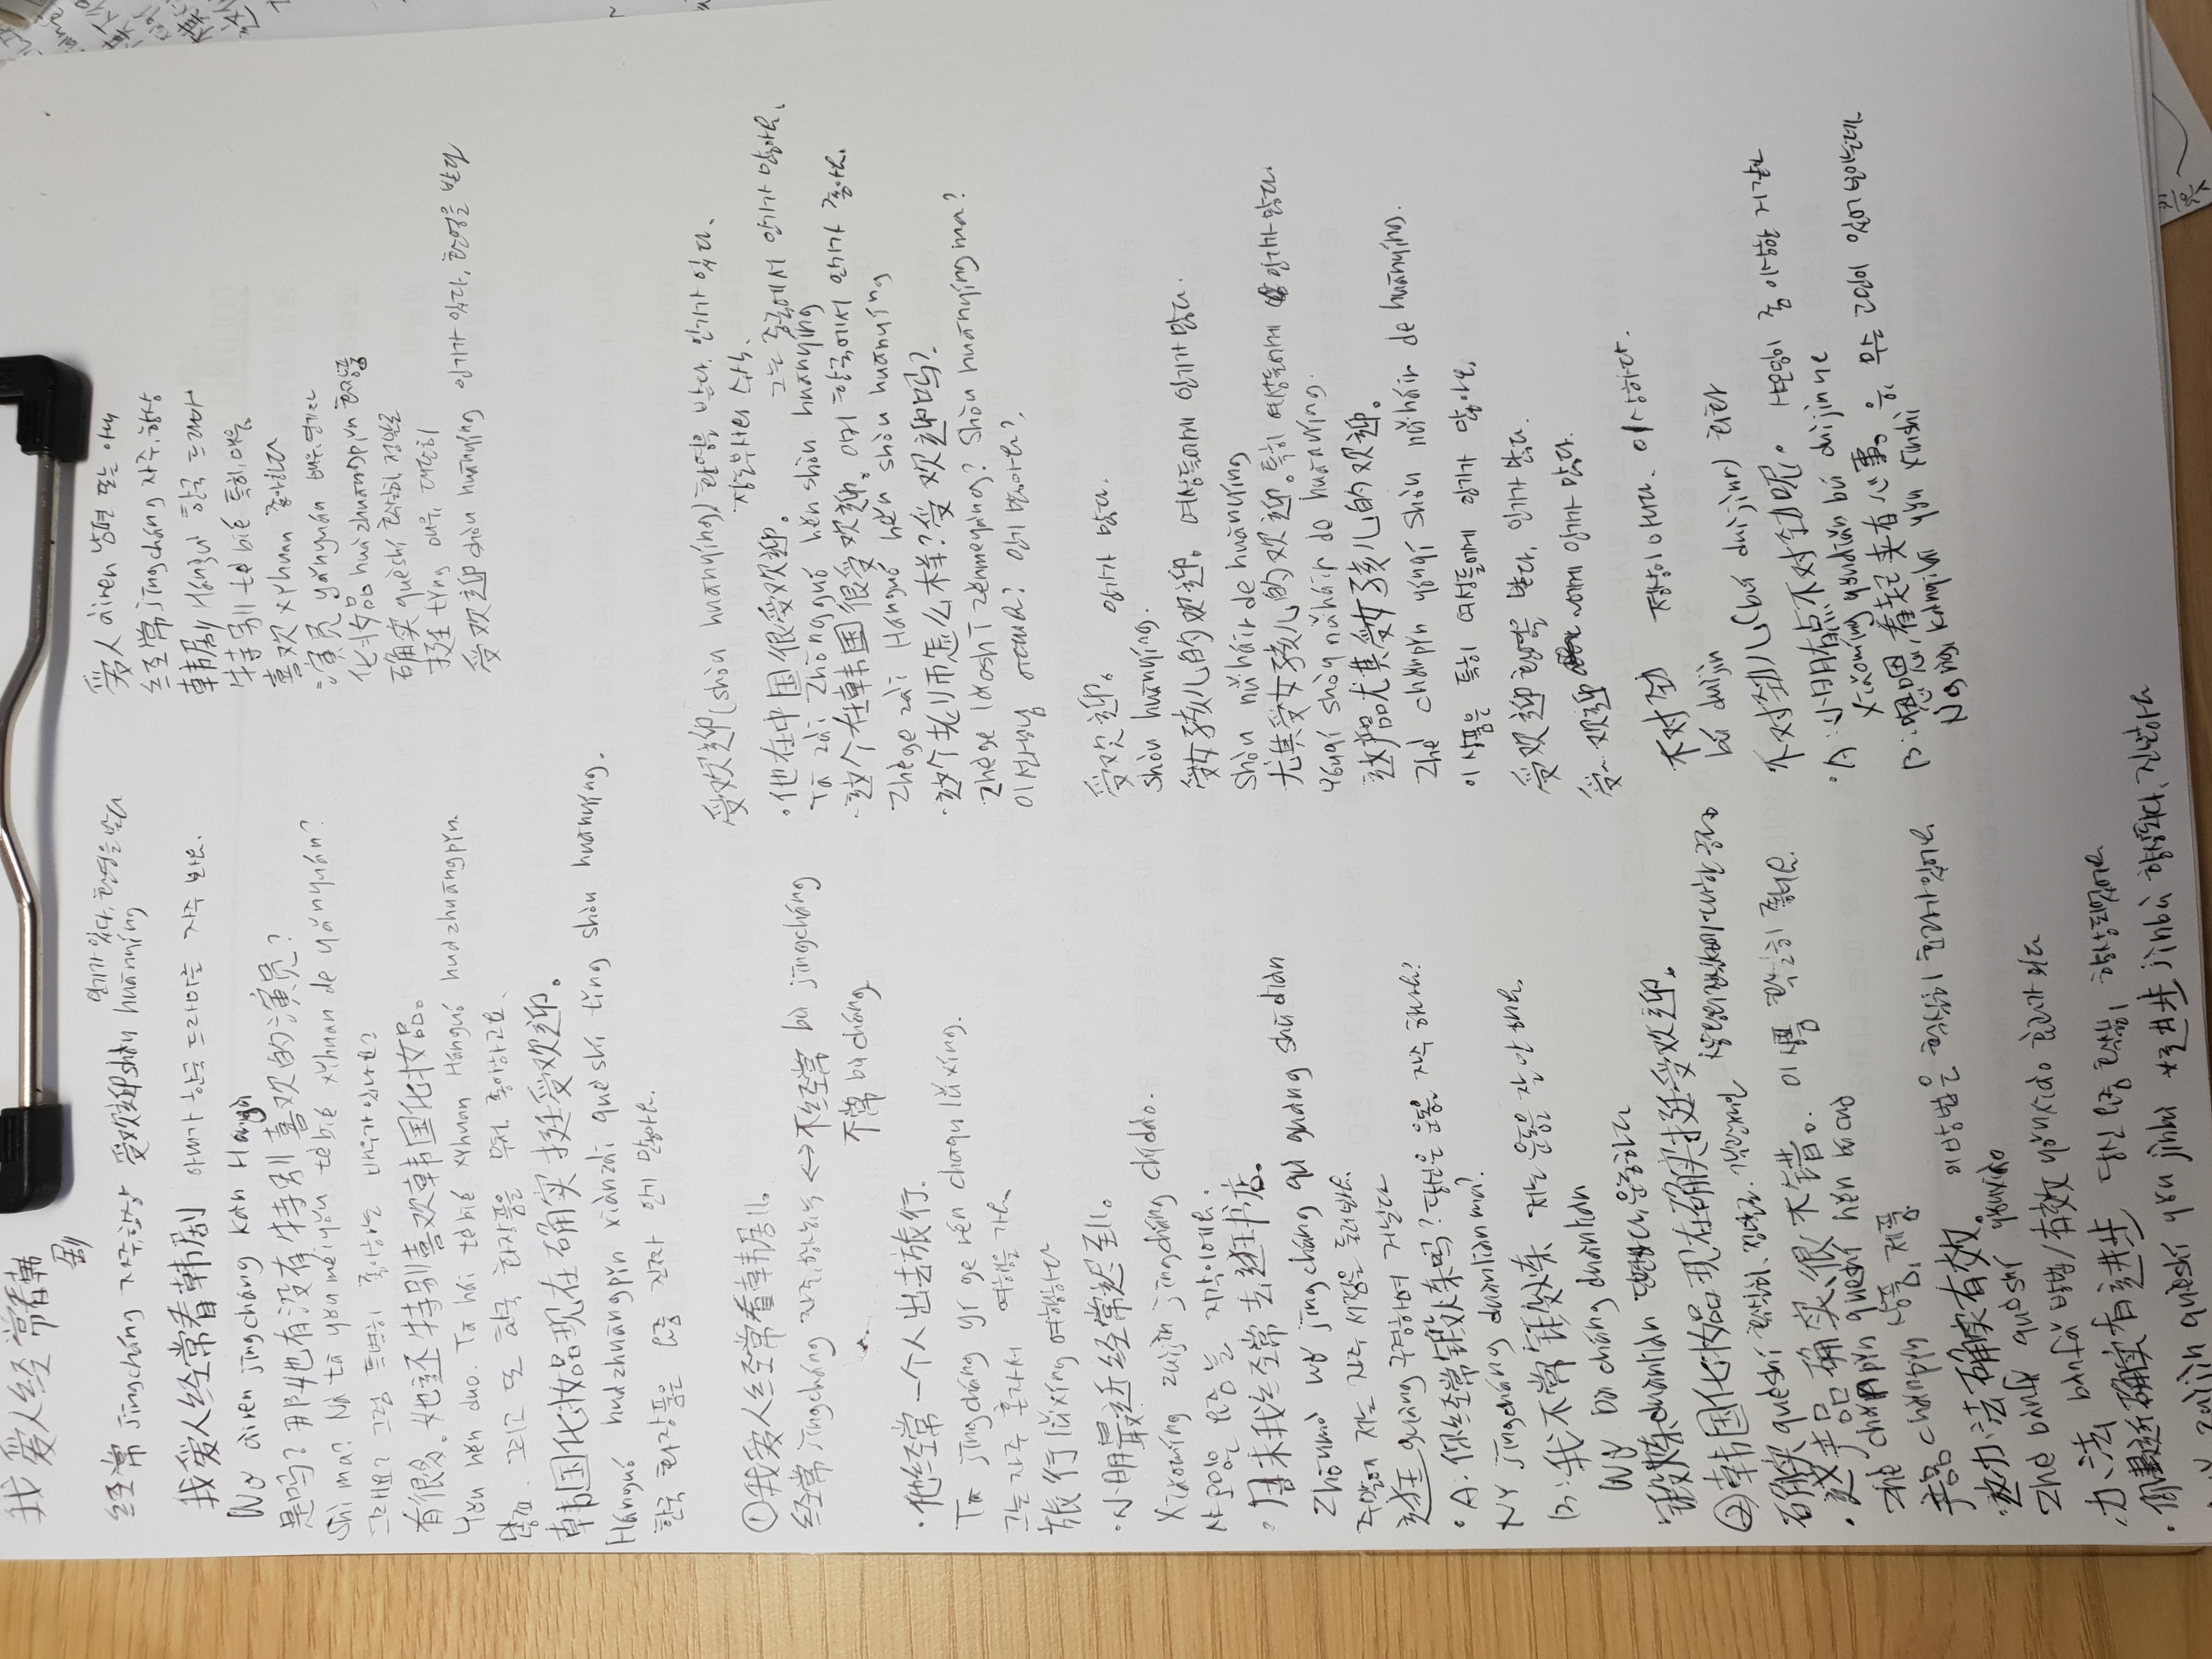 我爱人经常看韩
剧
经常 jīngcháng 자주,항상 受欢迎 shòu huānyíng 인기가 있다, 환영을 받다
我爱人经常看韩剧 아내가 한국 드라마를 자주 봐요.
Wǒ àiren jīngcháng kàn Hánjù
是吗? 那她有没有特别喜欢的演员?
Shì ma? Nà tā yǒu méiyǒu tèbié xǐhuan de yǎnyuán?
그래요? 그럼 특별히 좋아하는 배우가 있나요?
有很多。她还特别喜欢韩国化妆品。
Yǒu hěn duo. Tā hái tèbié xǐhuan Hánguó huàzhuāngpǐn.
많죠. 그리고 또 한국 화장품을 무척 좋아하고요.
韩国化妆品现在确实挺受欢迎。
Hánguó huàzhuāngpǐn xiànzài quèshí tǐng shòu huānyíng.
한국 화장품은 요즘 진짜 인기 많아요.
爱人 àiren 남편 또는 아내
经常 jīngcháng 자주, 항상
韩剧 Hánjù 한국 드라마
特别 tèbié 특히, 매우
喜欢 xǐhuan 좋아하다
演员 yǎnyuán 배우, 연기자
化妆品 huàzhuāngpǐn 화장품
确实 quèshí 확실히, 정말로
挺 tǐng 매우, 대단히
受欢迎 shòu huānyíng 인기가 있다, 환영을 받다
①我爱人经常看韩剧。
经常 jīngcháng 자주, ↔ 不经常 bù jīngcháng
不常 bù cháng
·他经常一个人出去旅行.
Tā jīngcháng yí ge rén chūqu lǚxíng.
그는 자주 혼자서 여행을 가요
旅行 lǚxíng 여행하다
·小明最近经常迟到。
Xiǎomíng zuìjìn jīngcháng chídào.
샤오밍은 요즘 늘 지각이에요.
·周末我经常去逛书店。
Zhōumò wǒ jīngcháng qù guàng shūdiàn
주말에 저는 자주 서점을 둘러봐요.
逛 guàng 구경하며 거닐다
·A: 你经常锻炼吗? 당신은 운동을 자주 하나요?
Nǐ jīngcháng duànliàn ma?
B: 我不常锻炼 저는 운동을 잘 안 해요.
Wǒ bù cháng duànliàn
锻炼 duànliàn 단련하다, 운동하다
②韩国化妆品现在确实挺受欢迎。
确实 quèshí 확실히, 정말로. 객관적인
·这产品确实很不错。 이 상품 확실히 좋네요.
Zhè chǎnpǐn quèshí hěn búcuò
产品 chǎnpǐn 상품, 제품
·这办法确实有效。 이 방법은 확실히 효과가 있어요
Zhè bànfǎ quèshí yǒuxiào
办法 bànfǎ 방법/有效 yǒuxiào 효과가 있다
·你最近确实有进步 당신 요즘 확실히 향상되었어요
zuìjìn quèshí yǒu jìnbù 进步 jìnbù 향상되다, 진보하다
受欢迎(shòu huānyíng) 환영을 받다, 인기가 있다.
정도부사의 수식.
·他在中国很受欢迎。 그는 중국에서 인기가 많아요.
Tā zài Zhōngguó hěn shòu huānyíng
·这个在韩国很受欢迎。 이거 한국에서 인기가 좋아요.
Zhège zài Hánguó hěn shòu huānyíng
·这个老师怎么样? 受欢迎吗?
Zhège lǎoshī zěnmeyàng? Shòu huānyíng ma?
이 선생님 어때요? 인기 많아요?
受欢迎。 인기가 많다.
shòu huānyíng.
受女孩儿的欢迎。 여성들에게 인기가 많다.
shòu nǚháir de huānyíng
尤其受女孩儿的欢迎。 특히 여성들에게 인기가 많다.
Yóuqí shòu nǚháir de huānyíng.
这产品尤其受女孩儿的欢迎。
Zhè chǎnpǐn yóuqí shòu nǚháir de huānyíng.
이 상품은 특히 여성들에게 인기가 많아요.
受欢迎 환영을 받다, 인기가 많다.
受~欢迎 ~에게 인기가 많다.
不对劲 정상이 아니다. 이상하다.
bú duìjìn
不对劲儿(bú duìjìnr) 회화
·A: 小明有点不对劲呢。 샤오밍이 좀 이상한 거 같아
Xiǎomíng yǒudiǎn bú duìjìn ne
B: 嗯嗯, 看起来有心事。 응, 무슨 고민이 있어 보이는데
Ng ng, kànqǐlái yǒu xīnshì